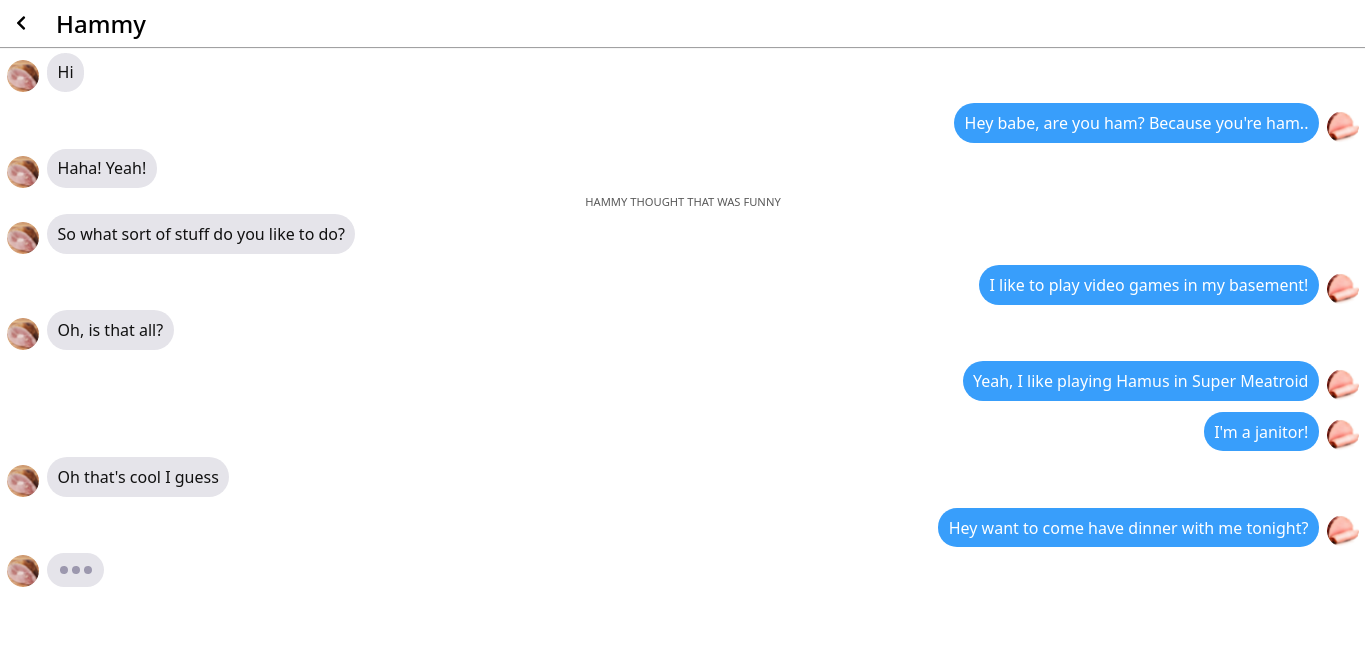 Hammy
Hi
Hey babe, are you ham? Because you're ham..
Haha! Yeah!
HAMMY THOUGHT THAT WAS FUNNY
So what sort of stuff do you like to do?
I like to play video games in my basement!
Oh, is that all?
Yeah, I like playing Hamus in Super Meatroid
I'm a janitor!
Oh that's cool I guess
Hey want to come have dinner with me tonight?